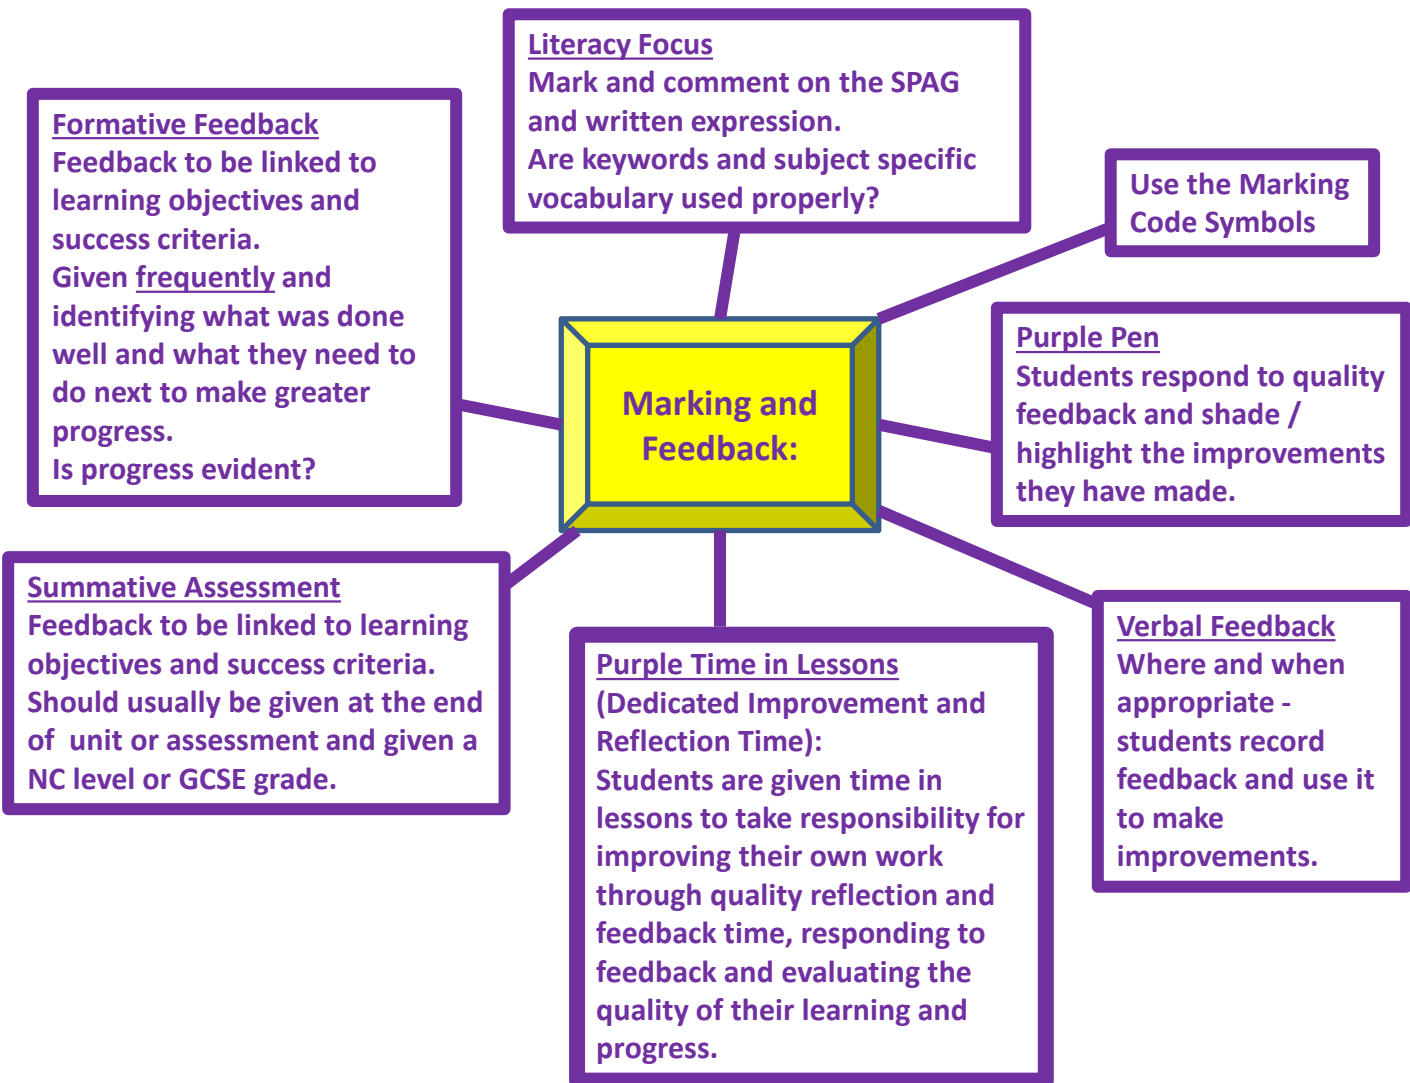 Literacy Focus
Mark and comment on the SPAG
and written expression.
Are keywords and subject specific
vocabulary used properly?
Formative Feedback
Feedback to be linked to
learning objectives and
success criteria.
Given frequently and
identifying what was done
well and what they need to
do next to make greater
progress.
Is progress evident?
Use the Marking
Code Symbols
Marking and
Feedback:
Purple Pen
Students respond to quality
feedback and shade /
highlight the improvements
they have made.
Summative Assessment
Feedback to be linked to learning
objectives and success criteria.
Should usually be given at the end
of unit or assessment and given a
NC level or GCSE grade.
Purple Time in Lessons
(Dedicated Improvement and
Reflection Time):
Students are given time in
lessons to take responsibility for
improving their own work
through quality reflection and
feedback time, responding to
feedback and evaluating the
quality of their learning and
progress.
Verbal Feedback
Where and when
appropriate -
students record
feedback and use it
to make
improvements.